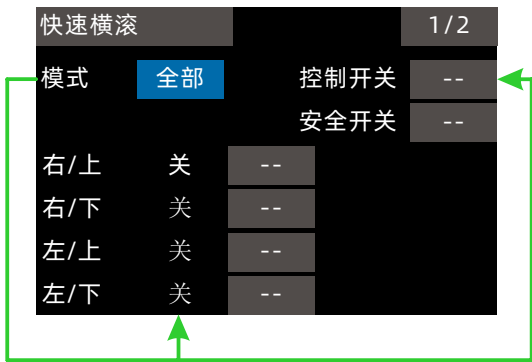 快速横滚 1/2
模式 全部 控制开关 --
安全开关 --
右/上 关 --
右/下 关 --
左/上 关 --
左/下 关 --